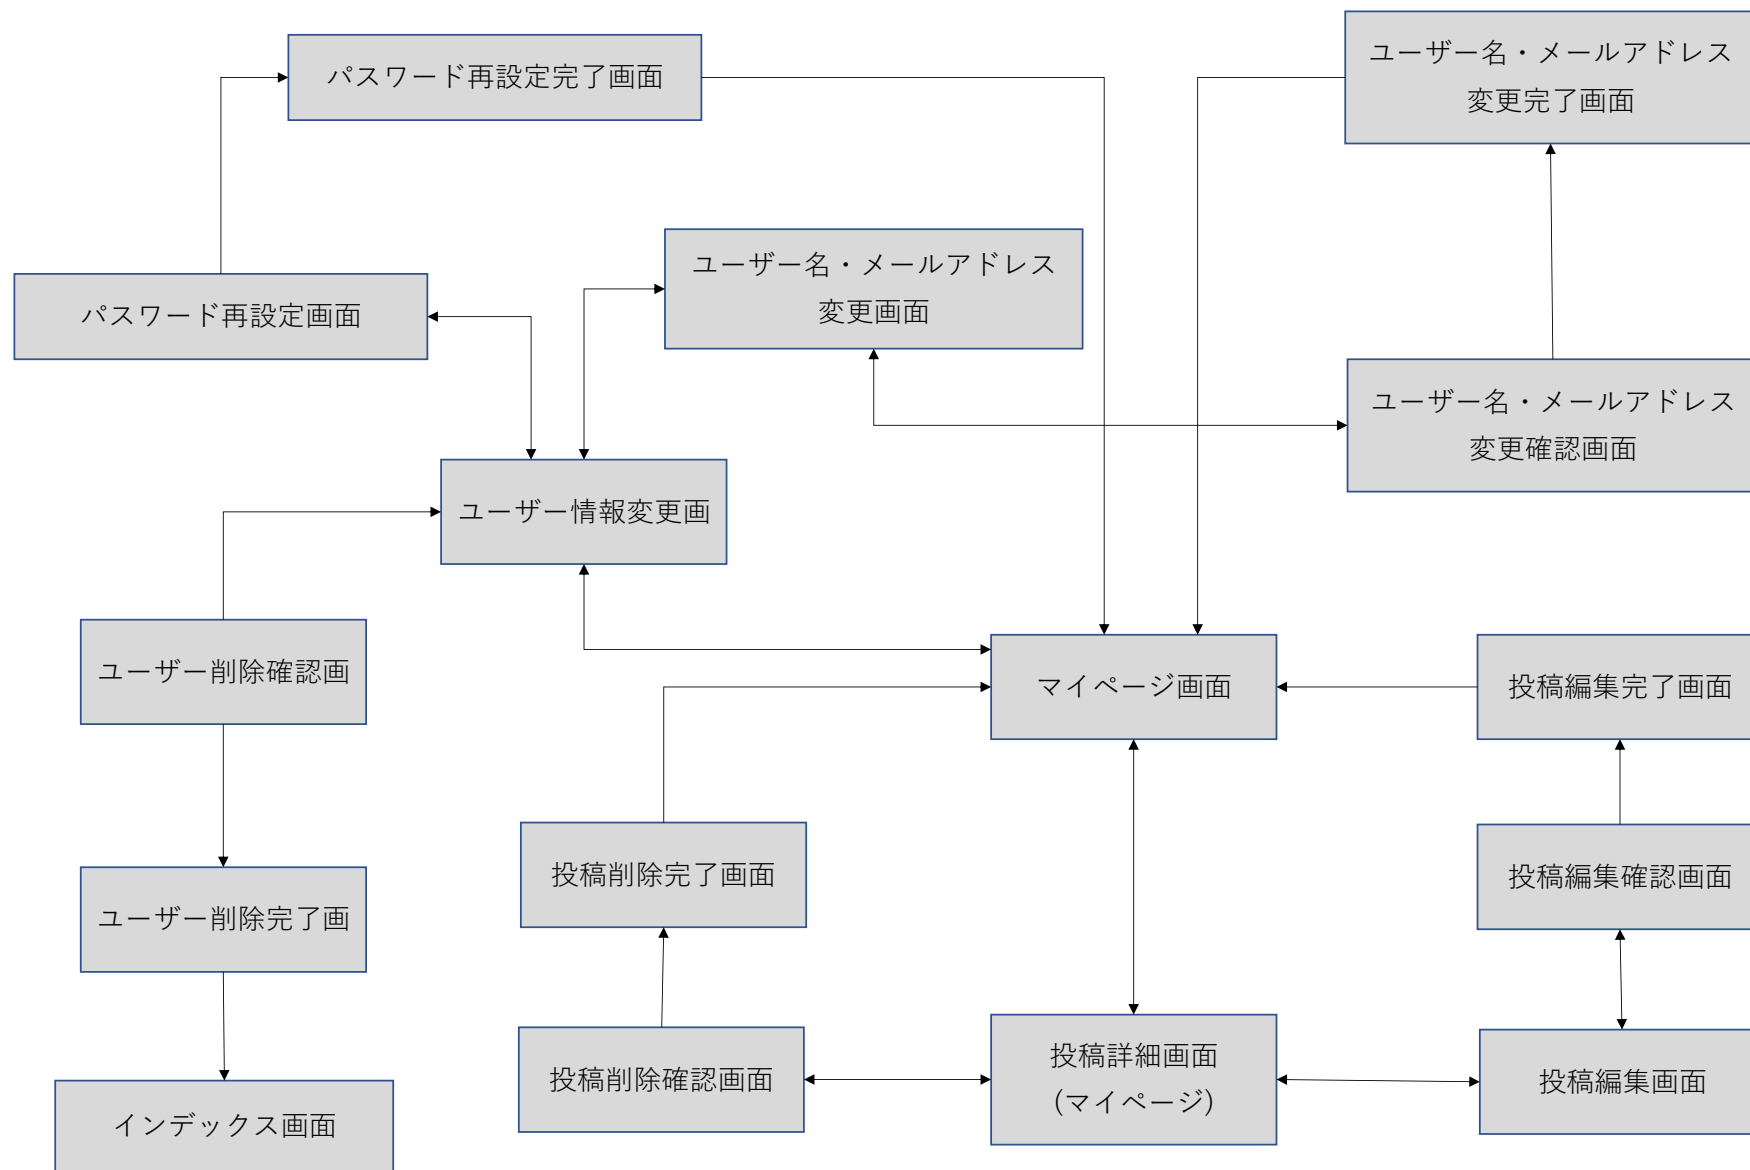 パスワード再設定完了画面
ユーザー名・メールアドレス
変更完了画面
ユーザー名・メールアドレス
変更画面
パスワード再設定画面
ユーザー名・メールアドレス
変更確認画面
ユーザー情報変更画
ユーザー削除確認画
マイページ画面
投稿編集完了画面
投稿削除完了画面
投稿編集確認画面
ユーザー削除完了画
投稿詳細画面
(マイページ)
投稿削除確認画面
投稿編集画面
インデックス画面